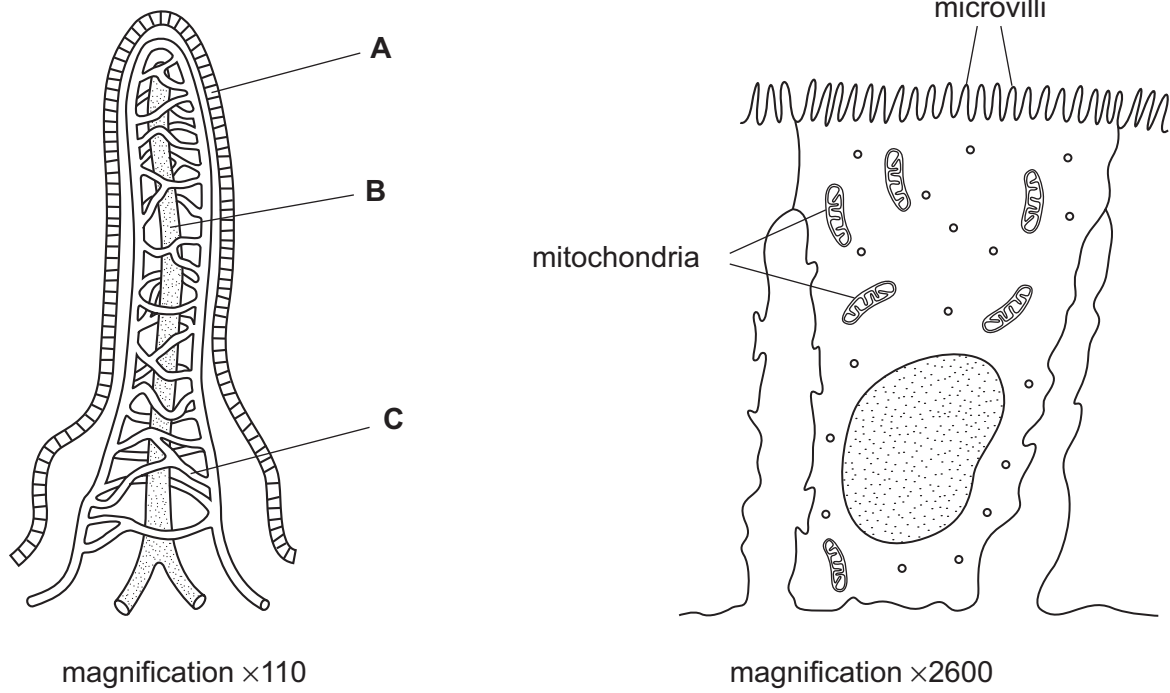 microvilli
A
B
mitochondria
C
magnification ×110
magnification ×2600